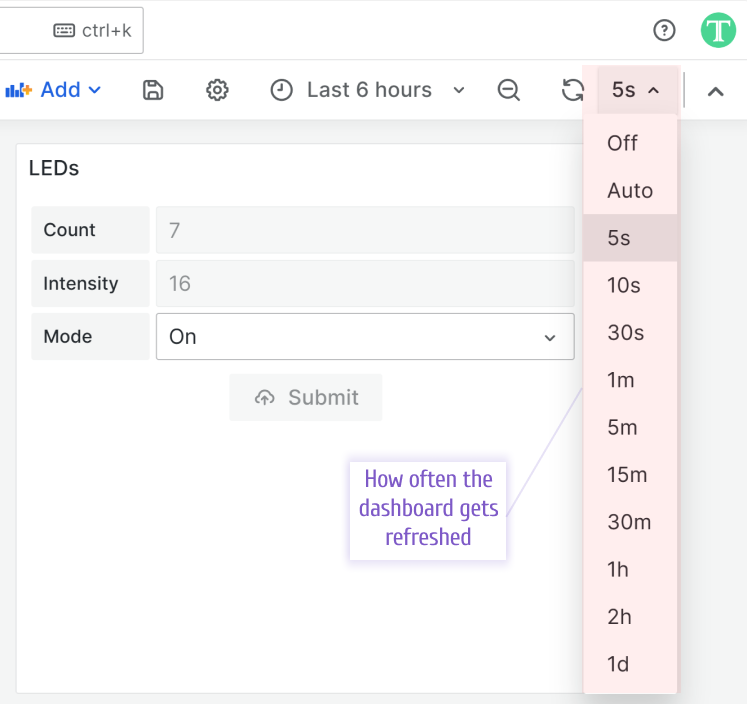 ctrl+k
Add
Last 6 hours
5s
LEDs
Count
7
Intensity
16
Mode
On
Submit
How often the
dashboard gets
refreshed
Off
Auto
5s
10s
30s
1m
5m
15m
30m
1h
2h
1d